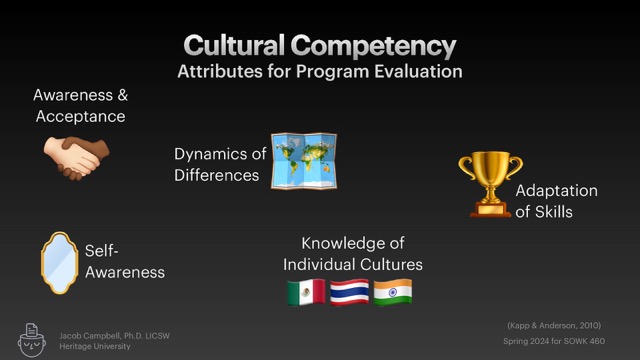 Cultural Competency
Attributes for Program Evaluation
Awareness &
Acceptance
Dynamics of
Differences
Adaptation
of Skills
Self-
Awareness
Knowledge of
Individual Cultures
Jacob Campbell, Ph.D. LICSW
Heritage University
(Kapp & Anderson, 2010)
Spring 2024 for SOWK 460